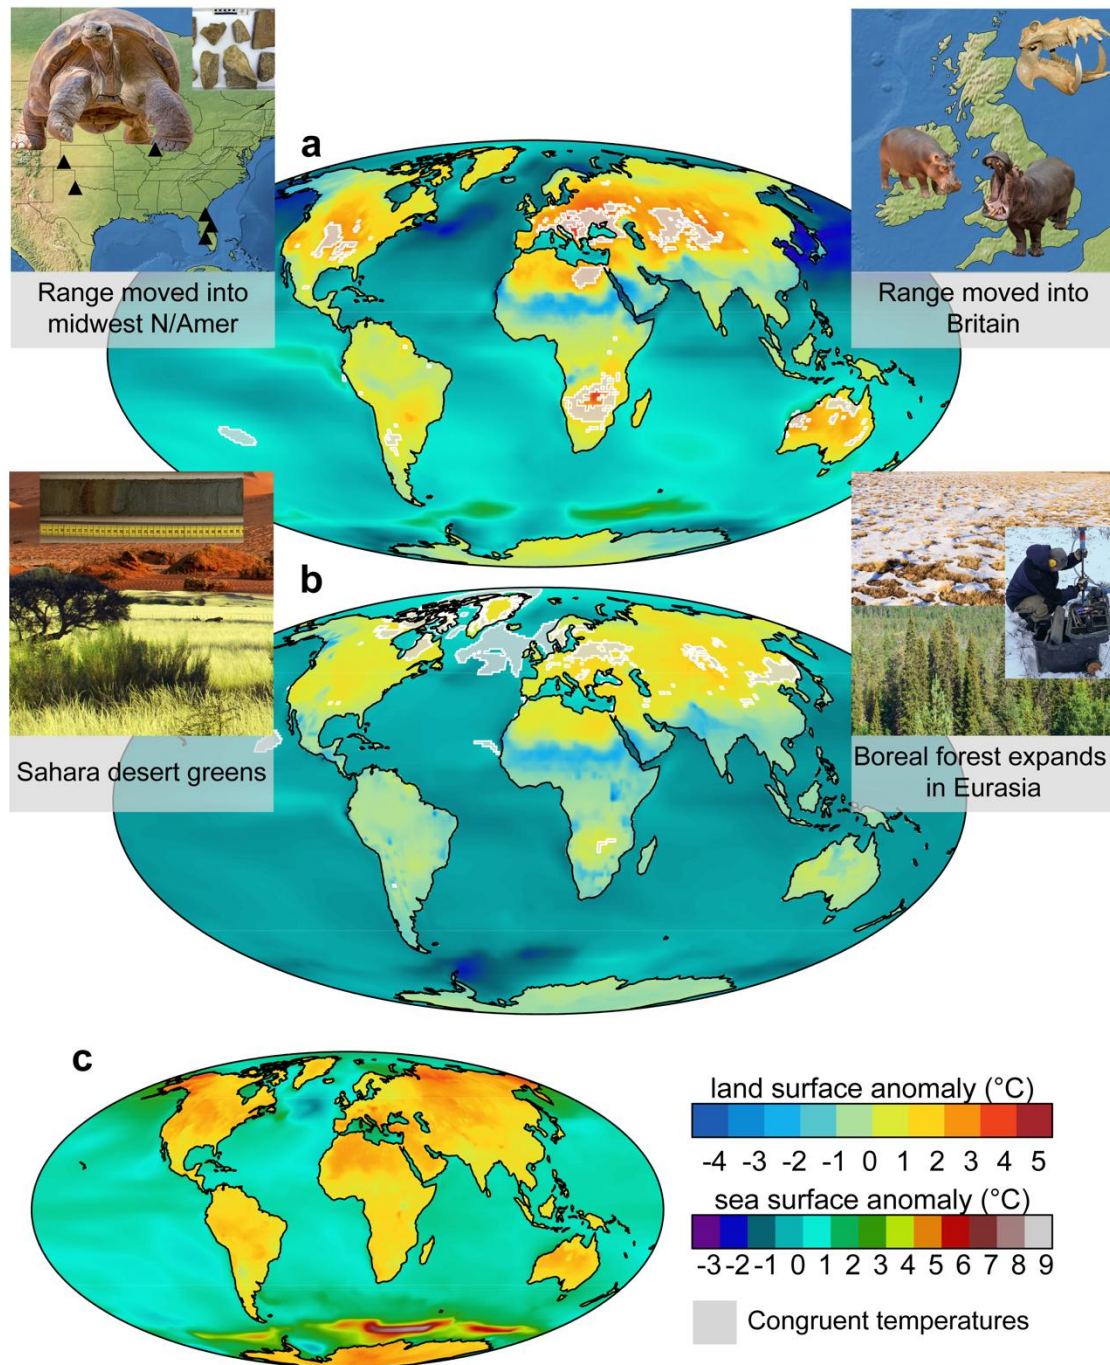 a
Range moved into
midwest N/Amer
Range moved into
Britain
b
Sahara desert greens
Boreal forest expands
in Eurasia
c
land surface anomaly (°C)
-4 -3 -2 -1 0 1 2 3 4 5
sea surface anomaly (°C)
-3 -2 -1 0 1 2 3 4 5 6 7 8 9
Congruent temperatures